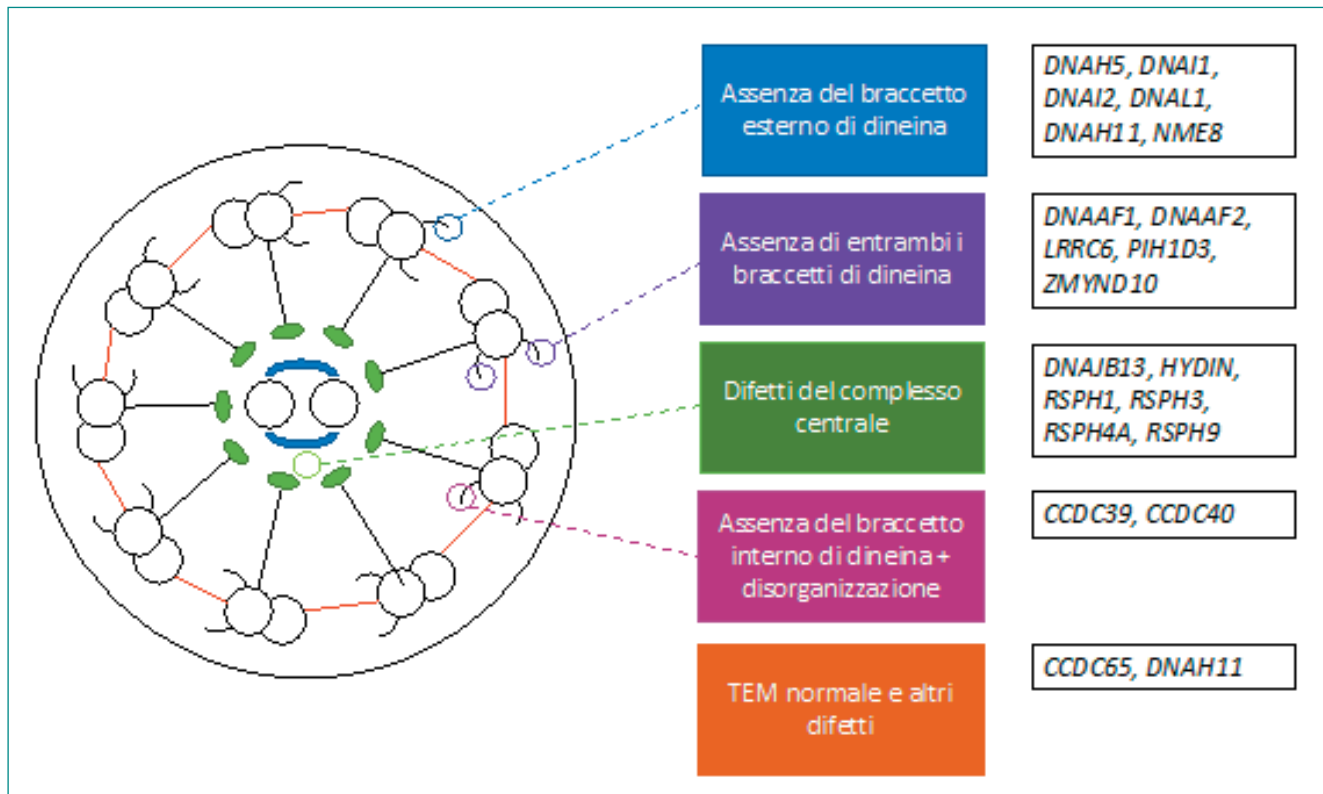 Assenza del braccetto
esterno di dineina
DNAH5, DNAI1,
DNAI2, DNAL1,
DNAH11, NME8
Assenza di entrambi i
braccetti di dineina
DNAAF1, DNAAF2,
LRRC6, PIH1D3,
ZMYND10
Difetti del complesso
centrale
DNAJB13, HYDIN,
RSPH1, RSPH3,
RSPH4A, RSPH9
Assenza del braccetto
interno di dineina +
disorganizzazione
CCDC39, CCDC40
TEM normale e altri
difetti
CCDC65, DNAH11